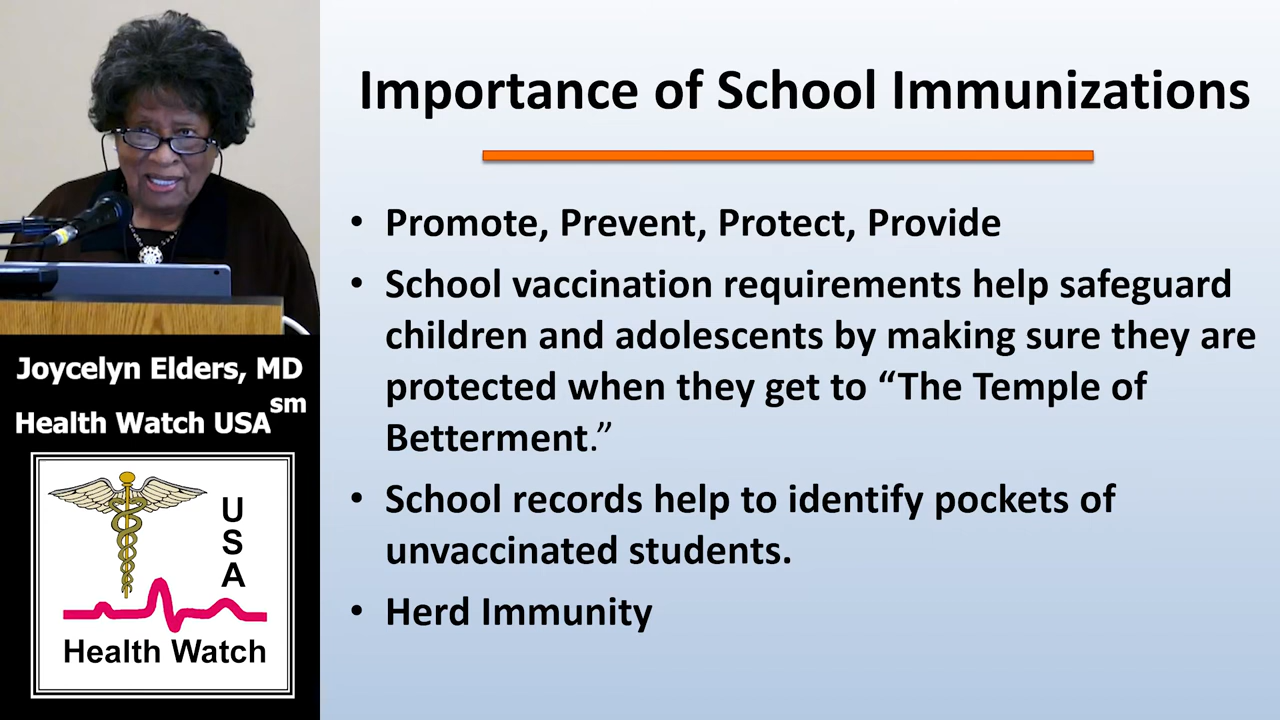 Importance of School Immunizations
• Promote, Prevent, Protect, Provide
• School vaccination requirements help safeguard
children and adolescents by making sure they are
protected when they get to “The Temple of
Betterment.”
• School records help to identify pockets of
unvaccinated students.
• Herd Immunity
Joycelyn Elders, MD
Health Watch USA sm
USA
Health Watch